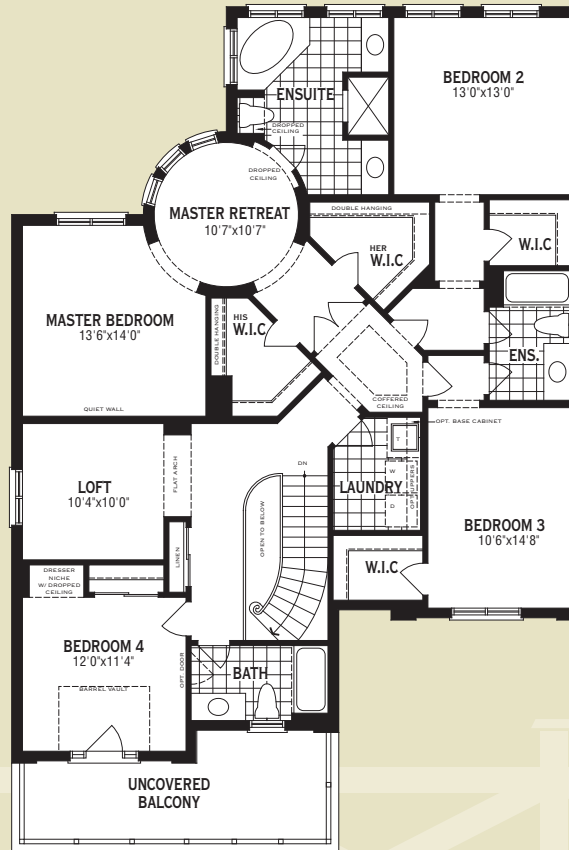 BEDROOM 2
13'0"x13'0"
ENSUITE
DROPPED
CEILING
DROPPED
CEILING
MASTER RETREAT
10'7"x10'7"
DOUBLE HANGING
HER
W.I.C
W.I.C
MASTER BEDROOM
13'6"x14'0"
DOUBLE HANGING
HIS
W.I.C
ENS.
COFFERED
CEILING
QUIET WALL
OPT. BASE CABINET
T
FLAT ARCH
LOFT
10'4"x10'0"
DN
W
LAUNDRY
OPT UPPERS
D
OPEN TO BELOW
BEDROOM 3
10'6"x14'8"
LINEN
W.I.C
DRESSER
NICHE
W/ DROPPED
CEILING
BEDROOM 4
12'0"x11'4"
OPT. DOOR
BATH
BARREL VAULT
UNCOVERED
BALCONY